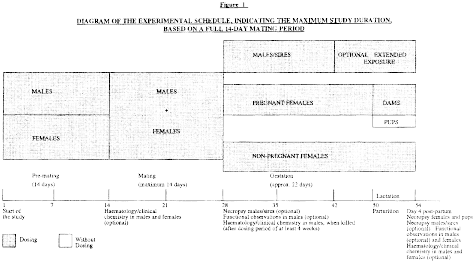 Figure 1
DIAGRAM OF THE EXPERIMENTAL SCHEDULE, INDICATING THE MAXIMUM STUDY DURATION,
BASED ON A FULL 14-DAY MATING PERIOD
MALES/SIRES
OPTIONAL EXTENDED
EXPOSURE
MALES
MALES
+
FEMALES
FEMALES
PREGNANT FEMALES
DAMS
PUPS
NON-PREGNANT FEMALES
Pre-mating
(14 days)
Mating
(maximum 14 days)
Gestation
(approx. 22 days)
Lactation
1 7 14 21 28 35 42 50 54
Start of
the study
Haematology/clinical
chemistry in males and females
(optional)
Necropsy males/sires (optional)
Functional observations in males (optional)
Haematology/clinical chemistry in males, when killed
(after dosing period of at least 4 weeks)
Parturition
Day 4 post-partum
Necropsy females and pups
Necropsy males/sires
(optional) Functional
observations in males
(optional) and females
Haematology/clinical
chemistry in males and
females (optional)
Dosing
Without
Dosing